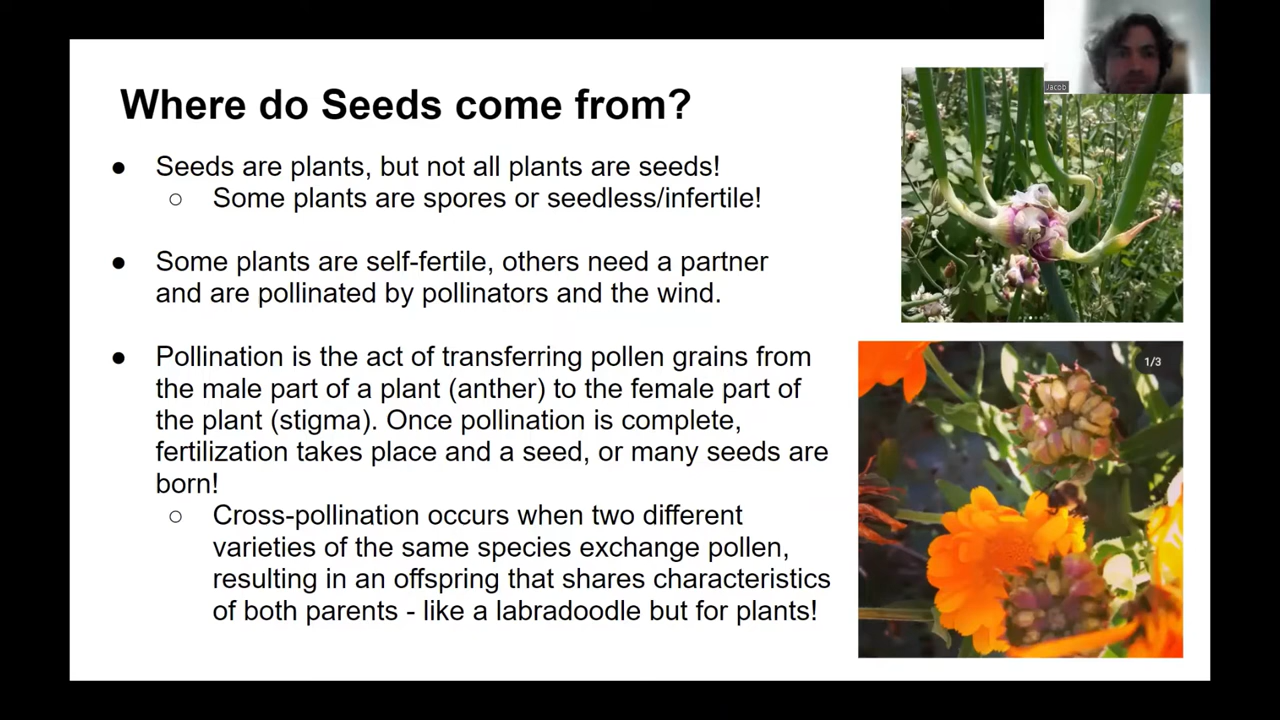 Jacob
Where do Seeds come from?
● Seeds are plants, but not all plants are seeds!
○ Some plants are spores or seedless/infertile!
● Some plants are self-fertile, others need a partner
and are pollinated by pollinators and the wind.
● Pollination is the act of transferring pollen grains from
the male part of a plant (anther) to the female part of
the plant (stigma). Once pollination is complete,
fertilization takes place and a seed, or many seeds are
born!
○ Cross-pollination occurs when two different
varieties of the same species exchange pollen,
resulting in an offspring that shares characteristics
of both parents - like a labradoodle but for plants!
1/3